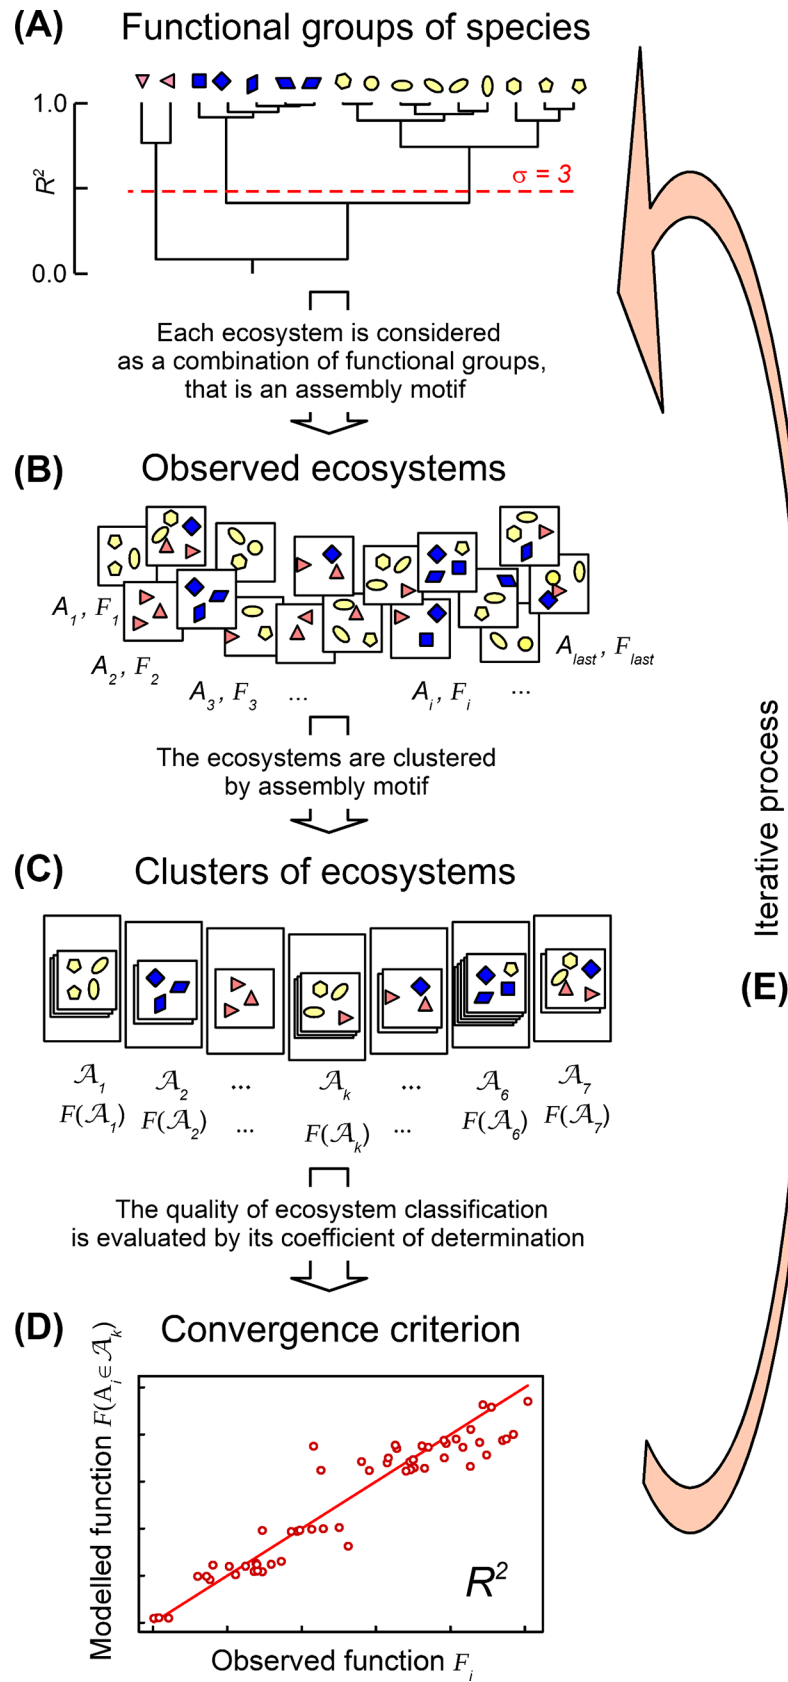 (A) Functional groups of species
1.0
R²
σ = 3
0.0
Each ecosystem is considered
as a combination of functional groups,
that is an assembly motif
(B) Observed ecosystems
A₁, F₁
A₂, F₂
A₃, F₃
...
Aᵢ, Fᵢ
...
A_last, F_last
The ecosystems are clustered
by assembly motif
Iterative process
(C) Clusters of ecosystems
(E)
𝒜₁ 𝒜₂ ... 𝒜ₖ ... 𝒜₆ 𝒜₇
F(𝒜₁) F(𝒜₂) ... F(𝒜ₖ) ... F(𝒜₆) F(𝒜₇)
The quality of ecosystem classification
is evaluated by its coefficient of determination
(D) Convergence criterion
Modelled function F(Aᵢ∈𝒜ₖ)
R²
Observed function Fᵢ